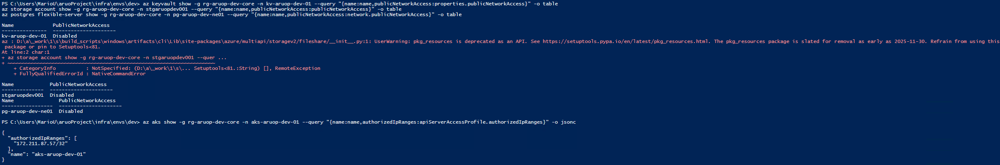 PS C:\Users\MarioU\aruoProject\infra\envs\dev> az keyvault show -g rg-aruop-dev-core -n kv-aruop-dev-01 --query "{name:name,publicNetworkAccess:properties.publicNetworkAccess}" -o table
az storage account show -g rg-aruop-dev-core -n stgaruopdev001 --query "{name:name,publicNetworkAccess:publicNetworkAccess}" -o table
az postgres flexible-server show -g rg-aruop-dev-core -n pg-aruop-dev-ne01 --query "{name:name,publicNetworkAccess:network.publicNetworkAccess}" -o table
Name             PublicNetworkAccess
---------------  ---------------------
kv-aruop-dev-01  Disabled
az : D:\a\_work\1\s\build_scripts\windows\artifacts\cli\Lib\site-packages\azure/multiapi/storagev2/fileshare/__init__.py:1: UserWarning: pkg_resources is deprecated as an API. See https://setuptools.pypa.io/en/latest/pkg_resources.html. The pkg_resources package is slated for removal as early as 2025-11-30. Refrain from using this
 package or pin to Setuptools<81.
At line:2 char:1
+ az storage account show -g rg-aruop-dev-core -n stgaruopdev001 --quer ...
+ ~~~~~~~~~~~~~~~~~~~~~~~~~~~~~~~~~~~~~~~~~~~~~~~~~~~~~~~~~~~~~~~~~~~~~
    + CategoryInfo          : NotSpecified: (D:\a\_work\1\s\... Setuptools<81.:String) [], RemoteException
    + FullyQualifiedErrorId : NativeCommandError
Name            PublicNetworkAccess
--------------  ---------------------
stgaruopdev001  Disabled
Name               PublicNetworkAccess
-----------------  ---------------------
pg-aruop-dev-ne01  Disabled
PS C:\Users\MarioU\aruoProject\infra\envs\dev> az aks show -g rg-aruop-dev-core -n aks-aruop-dev-01 --query "{name:name,authorizedIpRanges:apiServerAccessProfile.authorizedIpRanges}" -o jsonc
{
  "authorizedIpRanges": [
    "172.211.87.57/32"
  ],
  "name": "aks-aruop-dev-01"
}